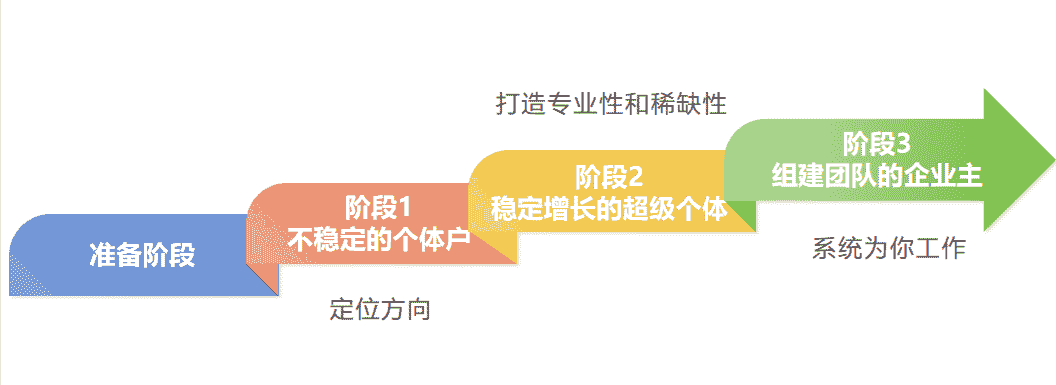 准备阶段
阶段1
不稳定的个体户
定位方向
打造专业性和稀缺性
阶段2
稳定增长的超级个体
阶段3
组建团队的企业主
系统为你工作